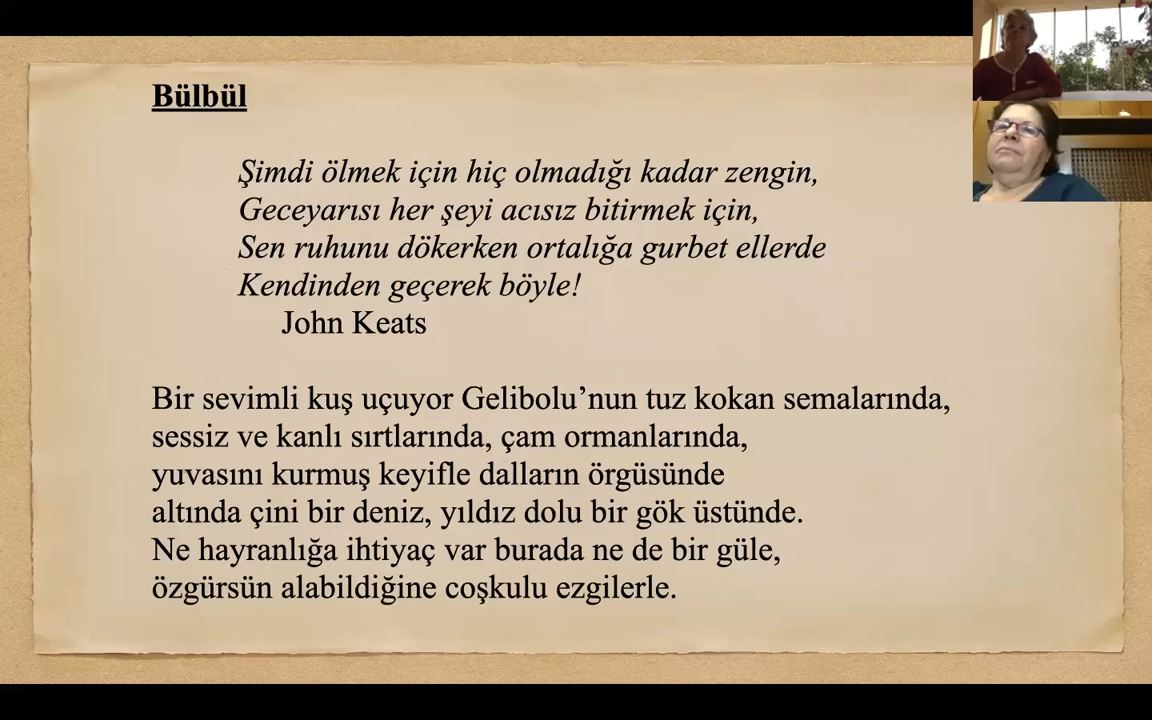 Bülbül
Şimdi ölmek için hiç olmadığı kadar zengin,
Geceyarısı her şeyi acısız bitirmek için,
Sen ruhunu dökerken ortalığa gurbet ellerde
Kendinden geçerek böyle!
John Keats
Bir sevimli kuş uçuyor Gelibolu’nun tuz kokan semalarında,
sessiz ve kanlı sırtlarında, çam ormanlarında,
yuvasını kurmuş keyifle dalların örgüsünde
altında çini bir deniz, yıldız dolu bir gök üstünde.
Ne hayranlığa ihtiyaç var burada ne de bir güle,
özgürsün alabildiğine coşkulu ezgilerle.